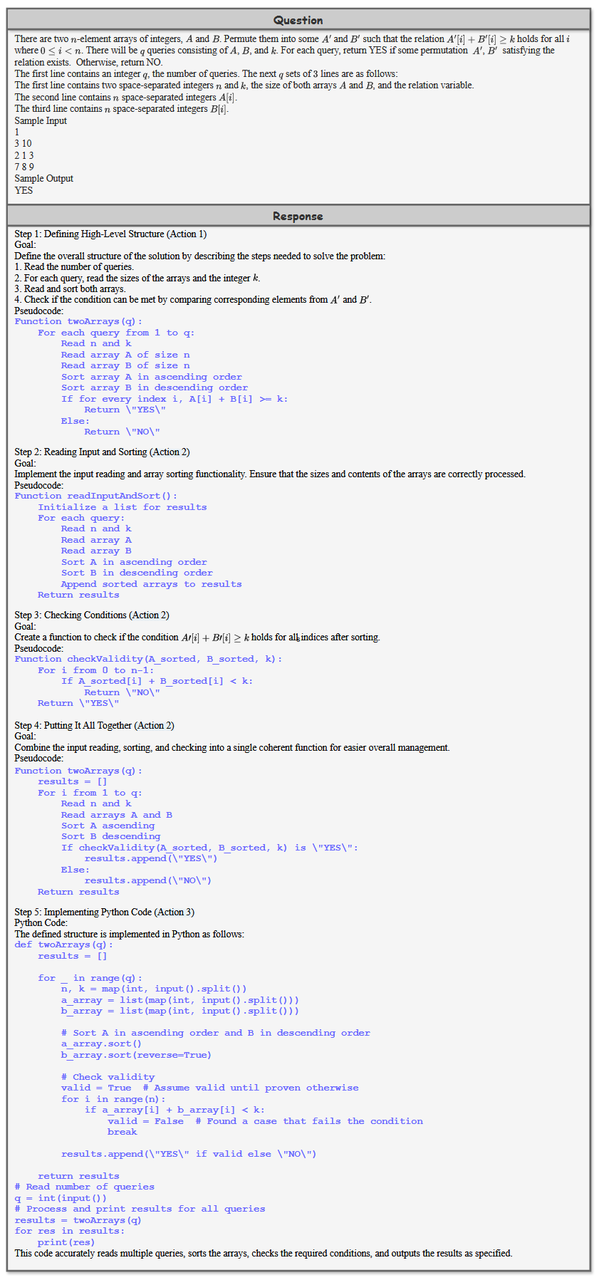 Question
There are two n-element arrays of integers, A and B. Permute them into some A′ and B′ such that the relation A′[i] + B′[i] ≥ k holds for all i
where 0 ≤ i < n. There will be q queries consisting of A, B, and k. For each query, return YES if some permutation A′, B′ satisfying the
relation exists. Otherwise, return NO.
The first line contains an integer q, the number of queries. The next q sets of 3 lines are as follows:
The first line contains two space-separated integers n and k, the size of both arrays A and B, and the relation variable.
The second line contains n space-separated integers A[i].
The third line contains n space-separated integers B[i].
Sample Input
1
3 10
2 1 3
7 8 9
Sample Output
YES
Response
Step 1: Defining High-Level Structure (Action 1)
Goal:
Define the overall structure of the solution by describing the steps needed to solve the problem:
1. Read the number of queries.
2. For each query, read the sizes of the arrays and the integer k.
3. Read and sort both arrays.
4. Check if the condition can be met by comparing corresponding elements from A′ and B′.
Pseudocode:
Function twoArrays(q):
    For each query from 1 to q:
        Read n and k
        Read array A of size n
        Read array B of size n
        Sort array A in ascending order
        Sort array B in descending order
        If for every index i, A[i] + B[i] >= k:
            Return \"YES\"
        Else:
            Return \"NO\"
Step 2: Reading Input and Sorting (Action 2)
Goal:
Implement the input reading and array sorting functionality. Ensure that the sizes and contents of the arrays are correctly processed.
Pseudocode:
Function readInputAndSort():
    Initialize a list for results
    For each query:
        Read n and k
        Read array A
        Read array B
        Sort A in ascending order
        Sort B in descending order
        Append sorted arrays to results
    Return results
Step 3: Checking Conditions (Action 2)
Goal:
Create a function to check if the condition A′[i] + B′[i] ≥ k holds for all indices after sorting.
Pseudocode:
Function checkValidity(A_sorted, B_sorted, k):
    For i from 0 to n-1:
        If A_sorted[i] + B_sorted[i] < k:
            Return \"NO\"
    Return \"YES\"
Step 4: Putting It All Together (Action 2)
Goal:
Combine the input reading, sorting, and checking into a single coherent function for easier overall management.
Pseudocode:
Function twoArrays(q):
    results = []
    For i from 1 to q:
        Read n and k
        Read arrays A and B
        Sort A ascending
        Sort B descending
        If checkValidity(A_sorted, B_sorted, k) is \"YES\":
            results.append(\"YES\")
        Else:
            results.append(\"NO\")
    Return results
Step 5: Implementing Python Code (Action 3)
Python Code:
The defined structure is implemented in Python as follows:
def twoArrays(q):
    results = []
    for _ in range(q):
        n, k = map(int, input().split())
        a_array = list(map(int, input().split()))
        b_array = list(map(int, input().split()))
        # Sort A in ascending order and B in descending order
        a_array.sort()
        b_array.sort(reverse=True)
        # Check validity
        valid = True  # Assume valid until proven otherwise
        for i in range(n):
            if a_array[i] + b_array[i] < k:
                valid = False  # Found a case that fails the condition
                break
        results.append(\"YES\" if valid else \"NO\")
    return results
# Read number of queries
q = int(input())
# Process and print results for all queries
results = twoArrays(q)
for res in results:
    print(res)
This code accurately reads multiple queries, sorts the arrays, checks the required conditions, and outputs the results as specified.